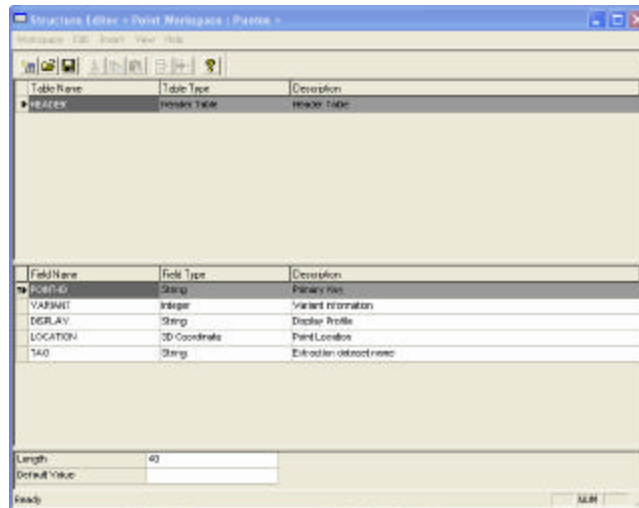 Structure Editor - Point Workspace : Puntos -
Workspace Edit Insert View Help
Table Name Table Type Description
HEADER Header Table Header Table
Field Name Field Type Description
POINT-ID String Primary Key
VARIANT Integer Variant information
DISPLAY String Display Profile
LOCATION 3D Coordinate Point Location
TAG String Extraction dataset name
Length 40
Default Value
Ready NUM